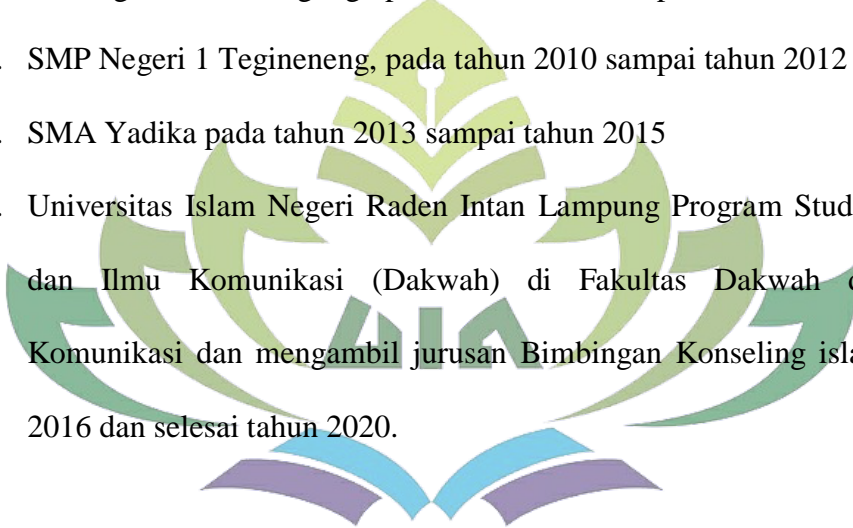 . SMP Negeri 1 Tegineneng, pada tahun 2010 sampai tahun 2012
. SMA Yadika pada tahun 2013 sampai tahun 2015
. Universitas Islam Negeri Raden Intan Lampung Program Stud
dan Ilmu Komunikasi (Dakwah) di Fakultas Dakwah d
Komunikasi dan mengambil jurusan Bimbingan Konseling isla
2016 dan selesai tahun 2020.